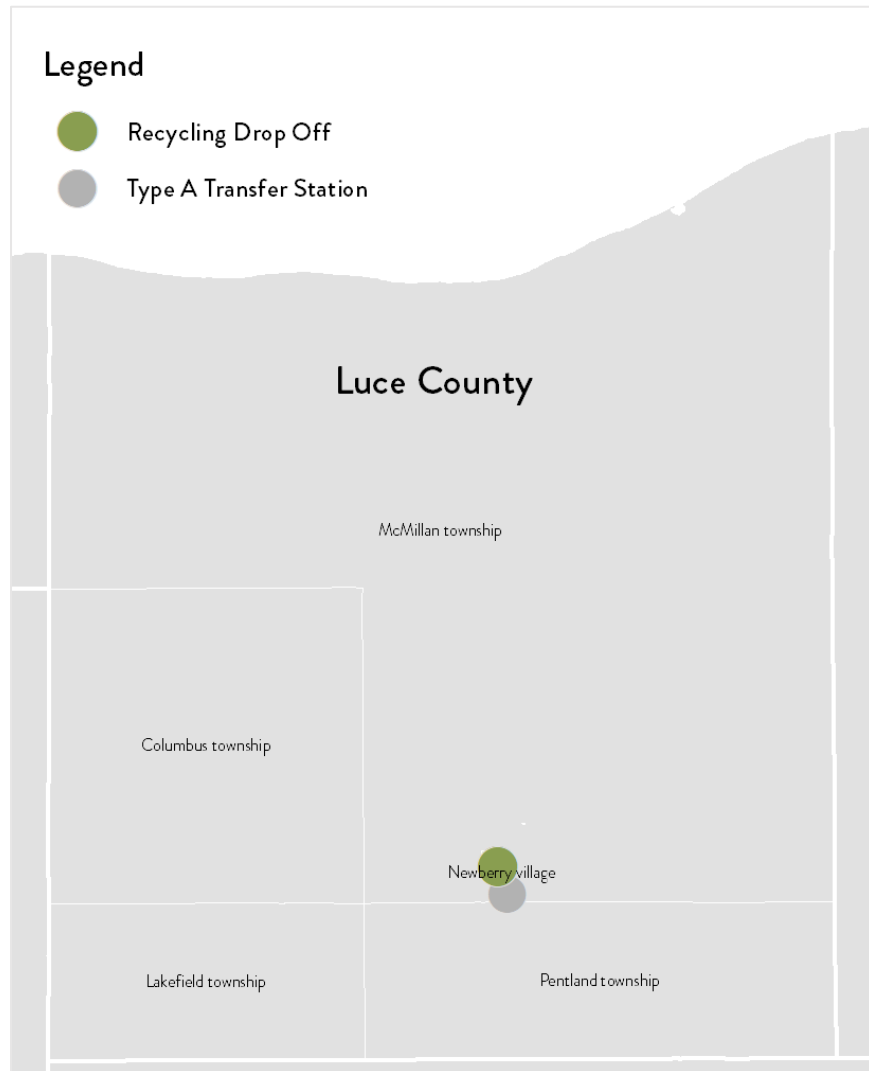 Legend
Recycling Drop Off
Type A Transfer Station
Luce County
McMillan township
Columbus township
Newberry village
Lakefield township
Pentland township